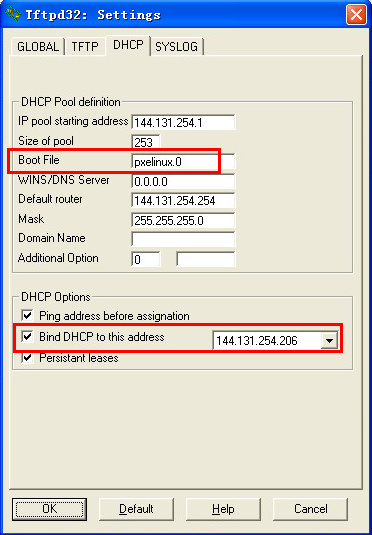 Tftpd32: Settings
GLOBAL TFTP DHCP SYSLOG
DHCP Pool definition
IP pool starting address 144.131.254.1
Size of pool 253
Boot File pxelinux.0
WINS/DNS Server 0.0.0.0
Default router 144.131.254.254
Mask 255.255.255.0
Domain Name
Additional Option 0
DHCP Options
Ping address before assignation
Bind DHCP to this address 144.131.254.206
Persistant leases
OK Default Help Cancel